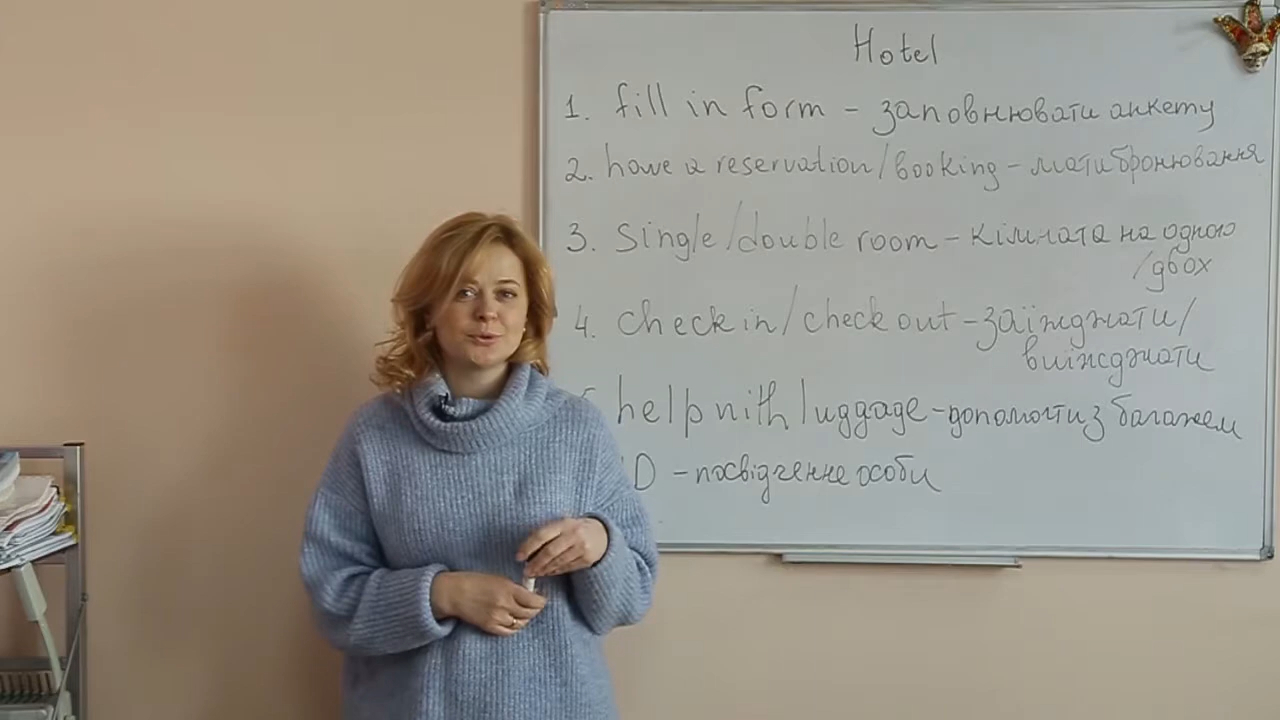 Hotel
1. fill in form - заповнювати анкету
2. have a reservation/booking - мати бронювання
3. single/double room - кімната на одного
/двох
4. check in/check out - заїжджати/
виїжджати
help with luggage - допомогти з багажем
ID - посвідчення особи